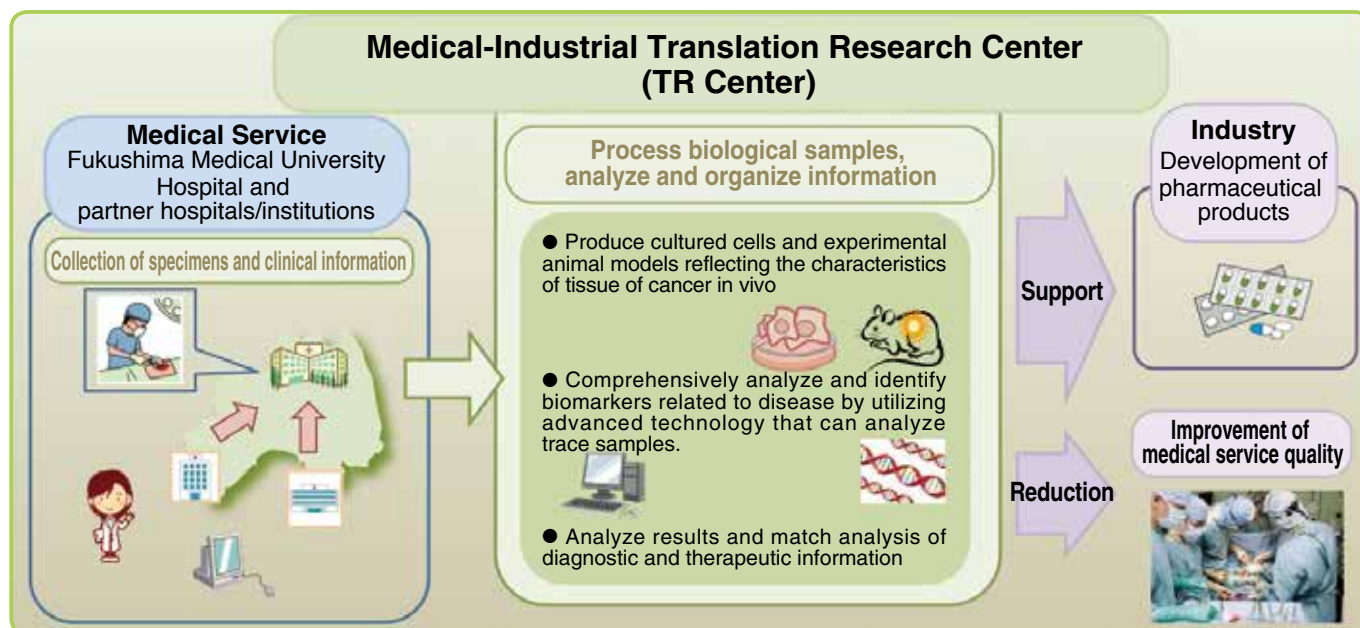 Medical-Industrial Translation Research Center
(TR Center)
Medical Service
Fukushima Medical University
Hospital and
partner hospitals/institutions
Collection of specimens and clinical information
Process biological samples,
analyze and organize information
● Produce cultured cells and experimental
animal models reflecting the characteristics
of tissue of cancer in vivo
● Comprehensively analyze and identify
biomarkers related to disease by utilizing
advanced technology that can analyze
trace samples.
● Analyze results and match analysis of
diagnostic and therapeutic information
Support
Reduction
Industry
Development of
pharmaceutical
products
Improvement of
medical service quality